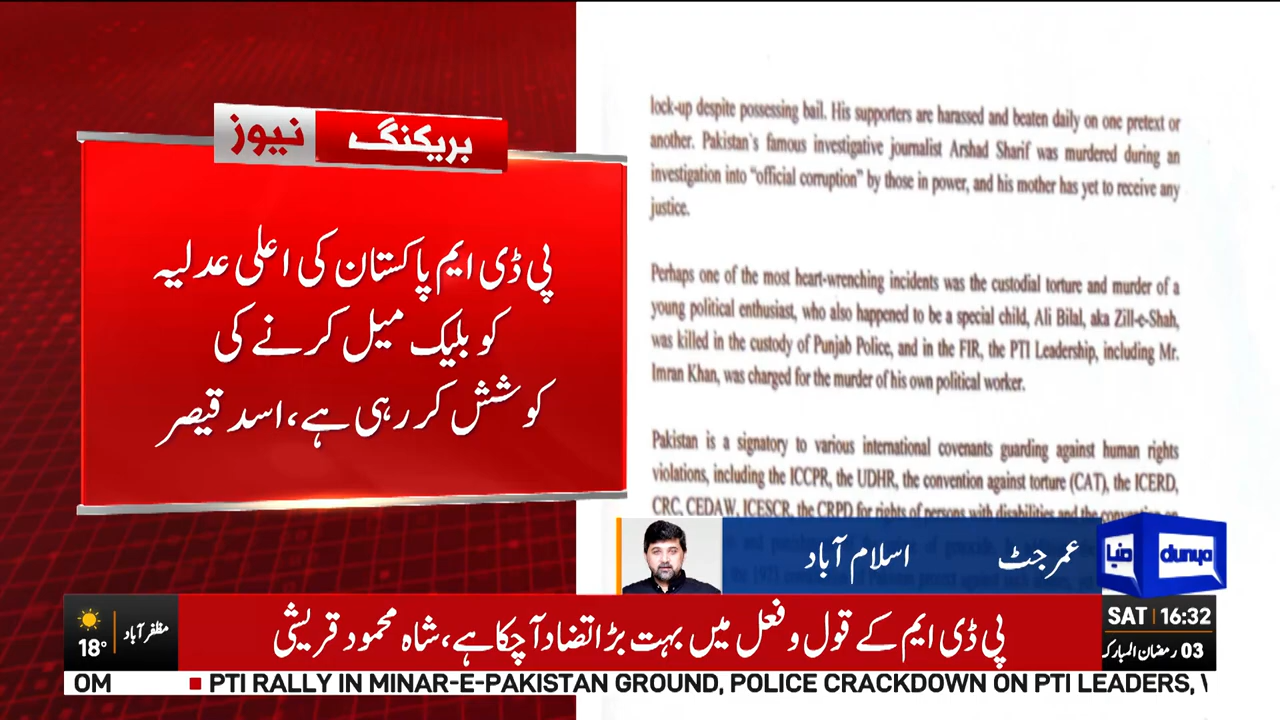 بریکنگ نیوز
پی ڈی ایم پاکستان کی اعلی عدلیہ
کو بلیک میل کرنے کی
کوشش کر رہی ہے، اسد قیصر
lock-up despite possessing bail. His supporters are harassed and beaten daily on one pretext or
another. Pakistan's famous investigative journalist Arshad Sharif was murdered during an
investigation into "official corruption" by those in power, and his mother has yet to receive any
justice.
Perhaps one of the most heart-wrenching incidents was the custodial torture and murder of a
young political enthusiast, who also happened to be a special child, Ali Bilal, aka Zill-e-Shah,
was killed in the custody of Punjab Police, and in the FIR, the PTI Leadership, including Mr.
Imran Khan, was charged for the murder of his own political worker.
Pakistan is a signatory to various international covenants guarding against human rights
violations, including the ICCPR, the UDHR, the convention against torture (CAT), the ICERD,
CRC, CEDAW, ICESCR, the CRPD for rights of persons with disabilities and the
عمر جٹ اسلام آباد
دنیا dunya
پی ڈی ایم کے قول و فعل میں بہت بڑا تضاد آچکا ہے، شاہ محمود قریشی
18° مظفر آباد
SAT 16:32
03 رمضان المبارک
OM ■ PTI RALLY IN MINAR-E-PAKISTAN GROUND, POLICE CRACKDOWN ON PTI LEADERS,